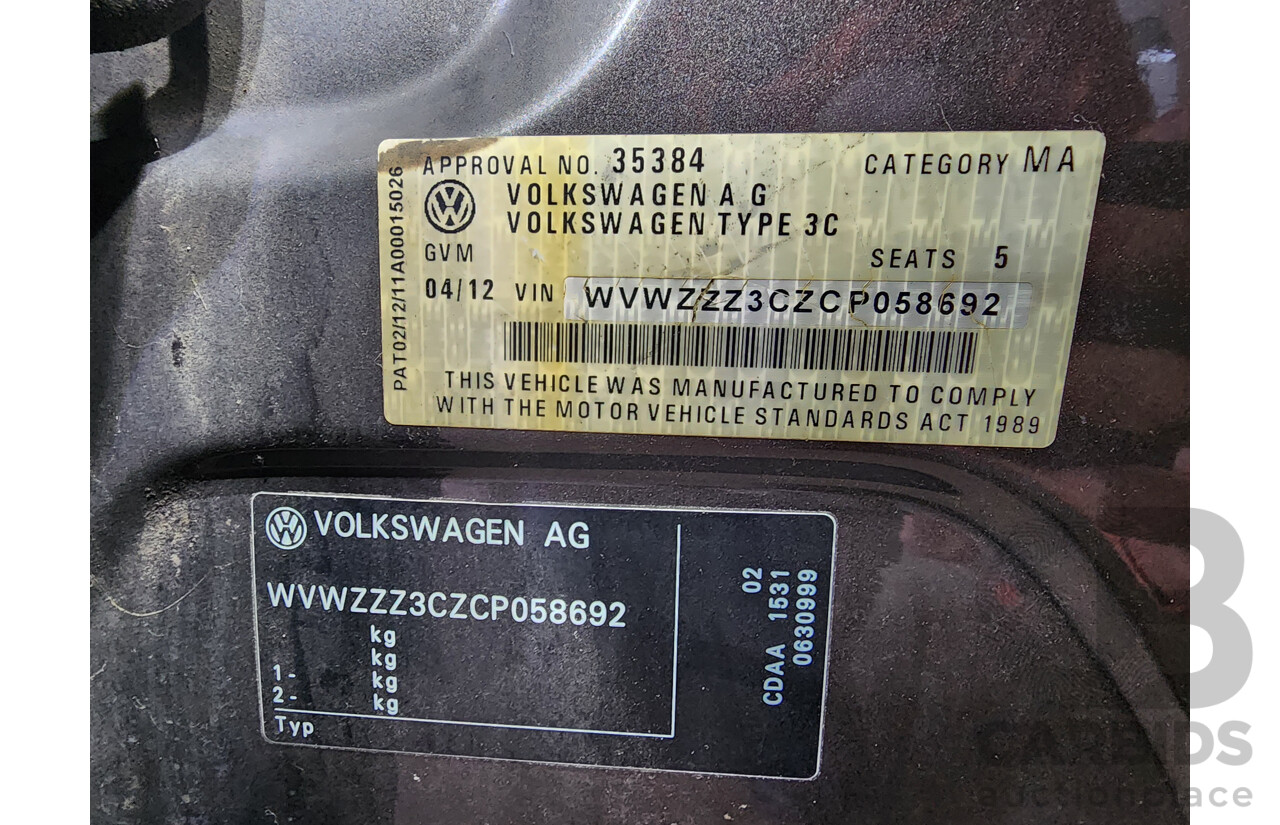 APPROVAL NO. 35384 CATEGORY MA
VOLKSWAGEN A G
VOLKSWAGEN TYPE 3C
GVM SEATS 5
04/12 VIN WVWZZZ3CZCP058692
THIS VEHICLE WAS MANUFACTURED TO COMPLY
WITH THE MOTOR VEHICLE STANDARDS ACT 1989
PAT02/12/11A00015026
VOLKSWAGEN AG
WVWZZZ3CZCP058692
kg
kg
1- kg
2- kg
Typ
02
CDAA 1531
0630999
CARBIDS
auctionplace